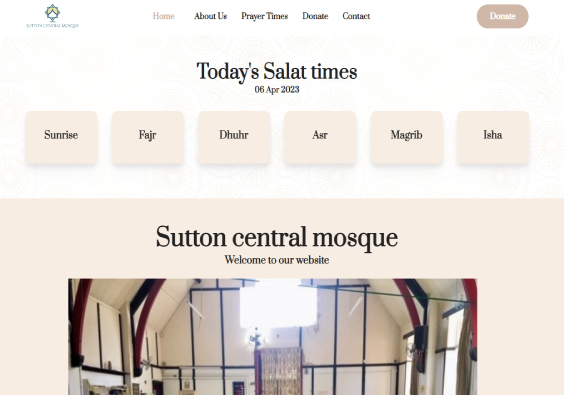 SUTTON CENTRAL MOSQUE
Home About Us Prayer Times Donate Contact
Donate
Today's Salat times
06 Apr 2023
Sunrise Fajr Dhuhr Asr Magrib Isha
Sutton central mosque
Welcome to our website